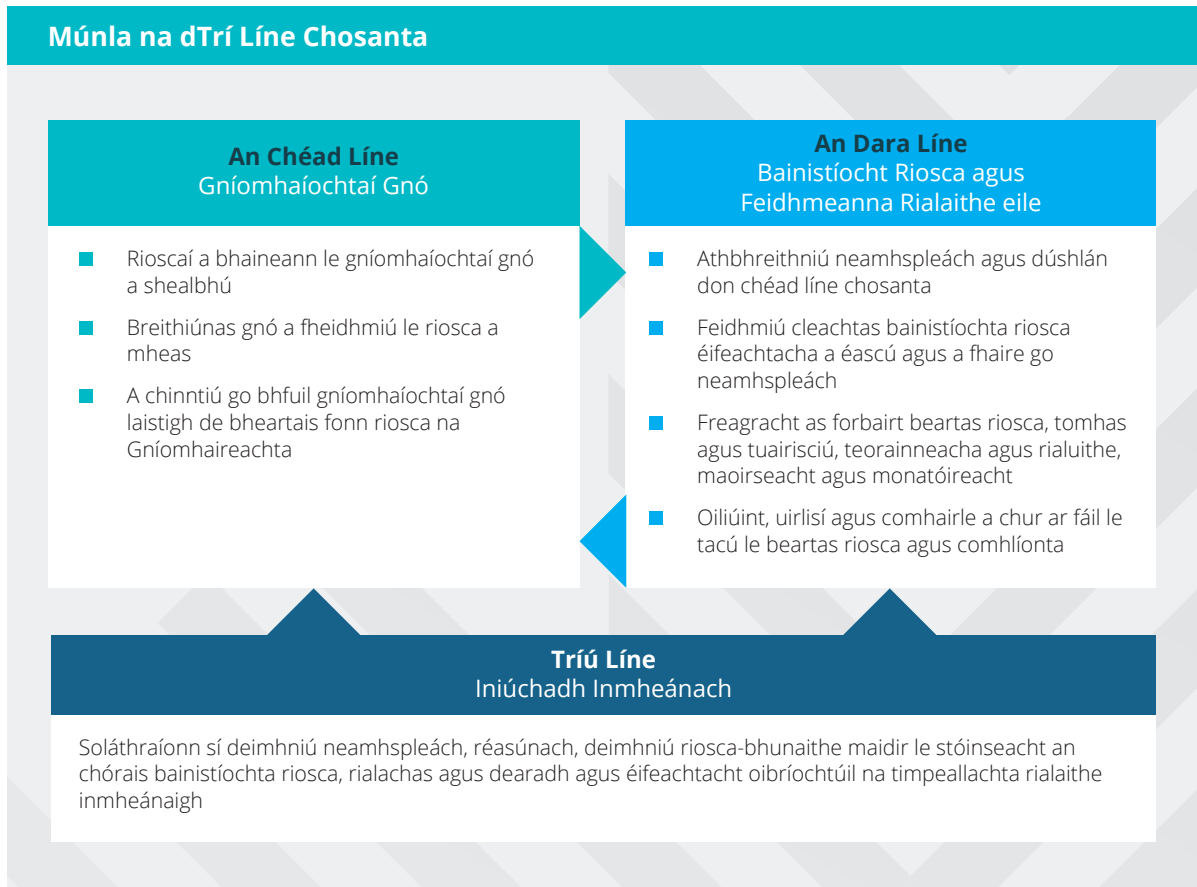 Múnla na dTrí Líne Chosanta
An Chéad Líne
Gníomhaíochtaí Gnó
Rioscaí a bhaineann le gníomhaíochtaí gnó
a shealbhú
Breithiúnas gnó a fheidhmiú le riosca a
mheas
A chinntiú go bhfuil gníomhaíochtaí gnó
laistigh de bheartais fonn riosca na
Gníomhaireachta
An Dara Líne
Bainistíocht Riosca agus
Feidhmeanna Rialaithe eile
Athbhreithniú neamhspleách agus dúshlán
don chéad líne chosanta
Feidhmiú cleachtas bainistíochta riosca
éifeachtacha a éascú agus a fhaire go
neamhspleách
Freagracht as forbairt beartas riosca, tomhas
agus tuairisciú, teorainneacha agus rialuithe,
maoirseacht agus monatóireacht
Oiliúint, uirlisí agus comhairle a chur ar fáil le
tacú le beartas riosca agus comhlíonta
Tríú Líne
Iniúchadh Inmheánach
Soláthraíonn sí deimhniú neamhspleách, réasúnach, deimhniú riosca-bhunaithe maidir le stóinseacht an
chórais bainistíochta riosca, rialachas agus dearadh agus éifeachtacht oibríochtúil na timpeallachta rialaithe
inmheánaigh